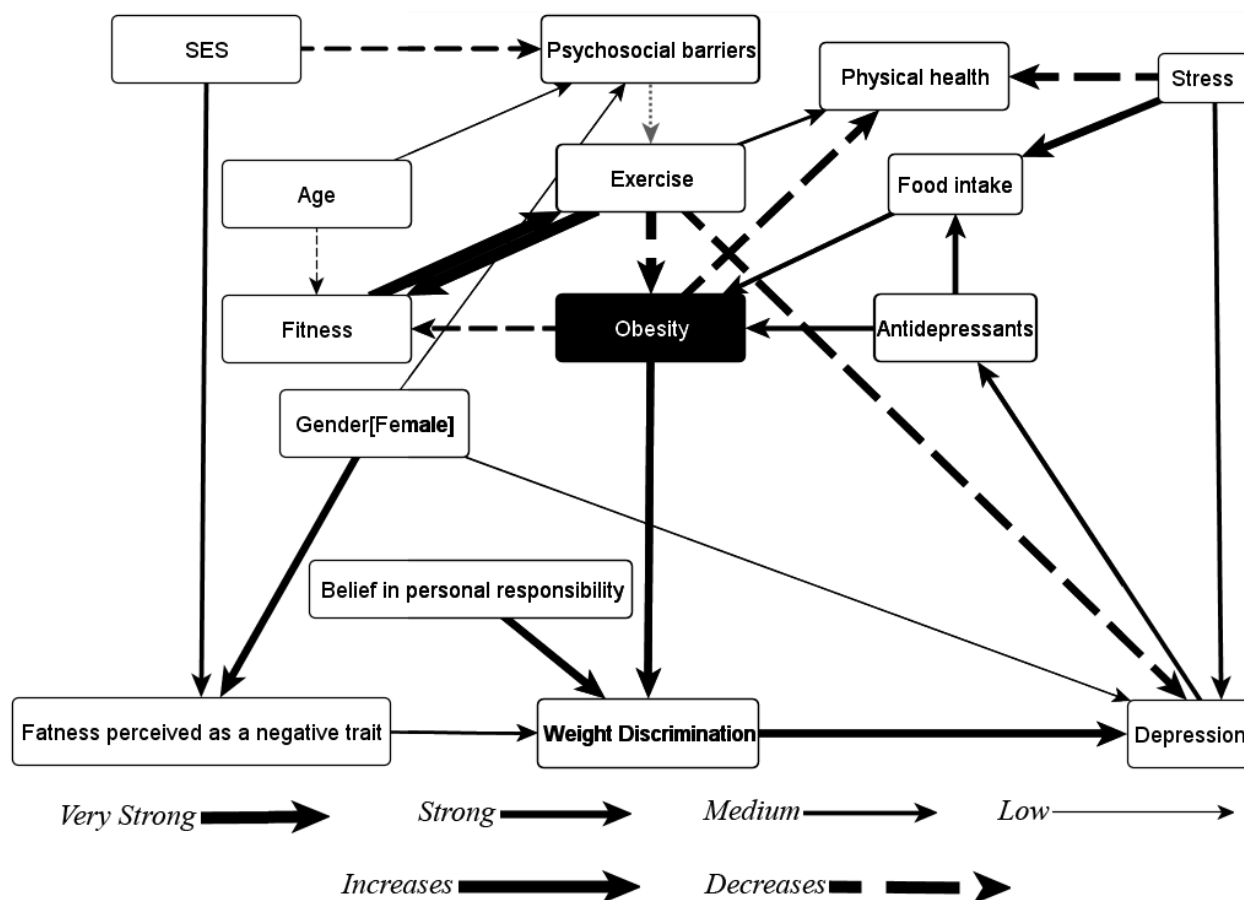 SES
Psychosocial barriers
Physical health
Stress
Age
Exercise
Food intake
Fitness
Obesity
Antidepressants
Gender[Female]
Belief in personal responsibility
Fatness perceived as a negative trait
Weight Discrimination
Depression
Very Strong
Strong
Medium
Low
Increases
Decreases